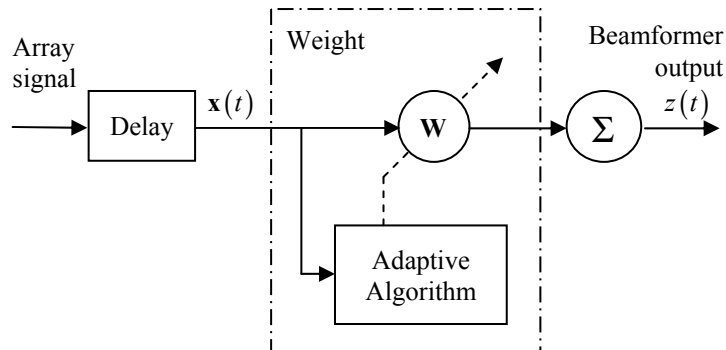 Array
signal
Delay
x(t)
Weight
W
Adaptive
Algorithm
Σ
Beamformer
output
z(t)